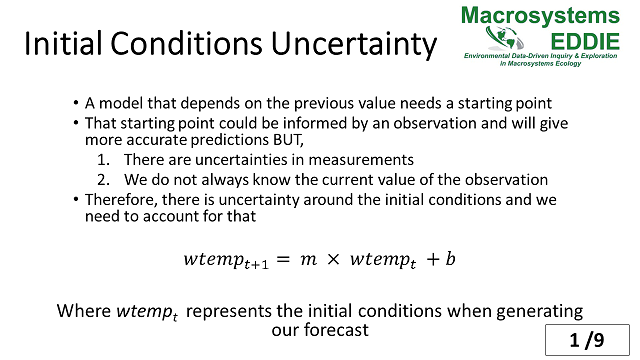 Initial Conditions Uncertainty
Macrosystems
EDDIE
Environmental Data-Driven Inquiry & Exploration
in Macrosystems Ecology
• A model that depends on the previous value needs a starting point
• That starting point could be informed by an observation and will give
more accurate predictions BUT,
1. There are uncertainties in measurements
2. We do not always know the current value of the observation
• Therefore, there is uncertainty around the initial conditions and we
need to account for that
wtempₜ₊₁ = m × wtempₜ + b
Where wtempₜ represents the initial conditions when generating
our forecast
1 /9